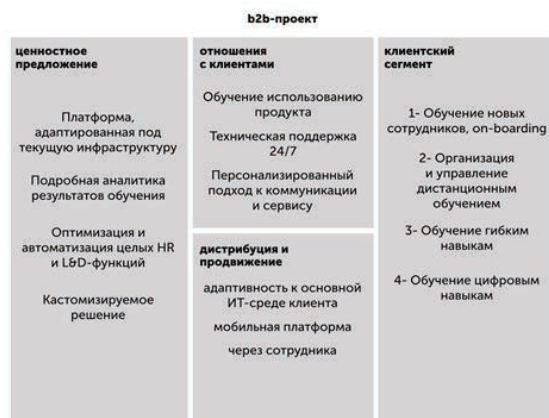 b2b-проект
ценностное
предложение
Платформа,
адаптированная под
текущую инфраструктуру
Подробная аналитика
результатов обучения
Оптимизация и
автоматизация целых HR
и L&D-функций
Кастомизируемое
решение
отношения
с клиентами
Обучение использованию
продукта
Техническая поддержка
24/7
Персонализированный
подход к коммуникации
и сервису
дистрибуция и
продвижение
адаптивность к основной
ИТ-среде клиента
мобильная платформа
через сотрудника
клиентский
сегмент
1- Обучение новых
сотрудников, on-boarding
2- Организация
и управление
дистанционным
обучением
3- Обучение гибким
навыкам
4- Обучение цифровым
навыкам